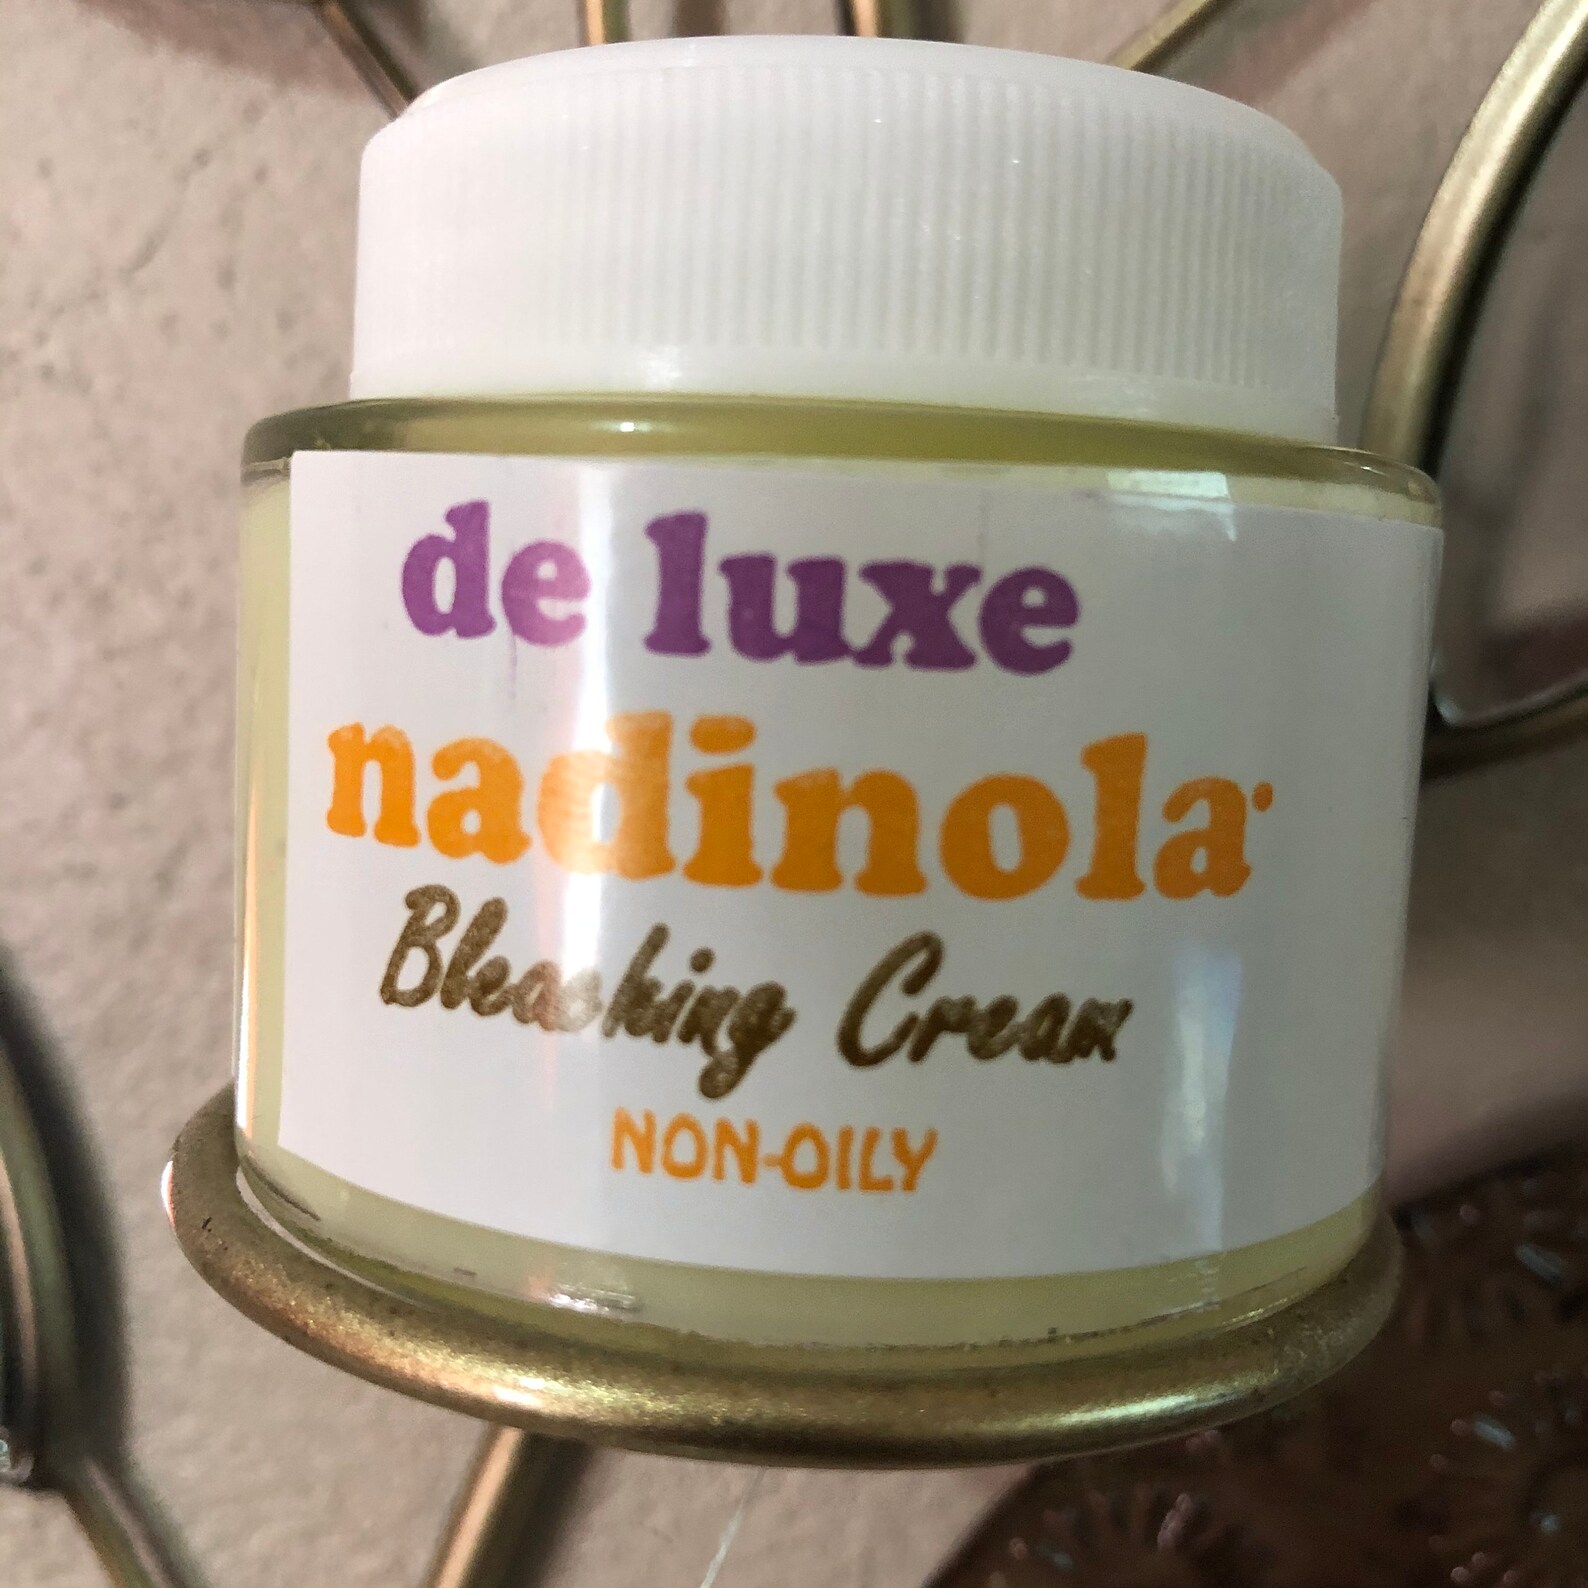 de luxe
nadinola
Bleaching Cream
NON-OILY